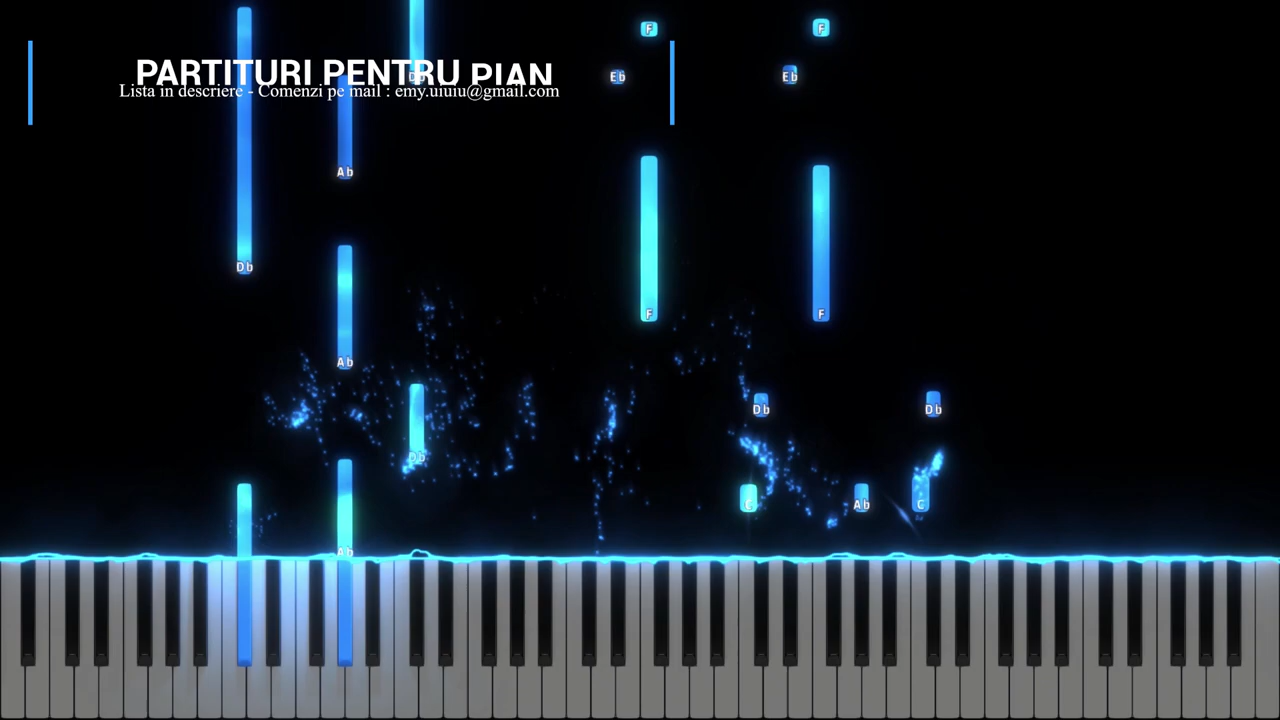 F F
Eb Eb
PARTITURI PENTRU PIAN
Db
Lista in descriere - Comenzi pe mail : emy.uiuiu@gmail.com
Ab
Db
F F
Ab
Db Db
Db
C Ab C
Ab